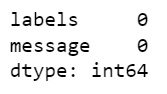 labels     0
message    0
dtype: int64